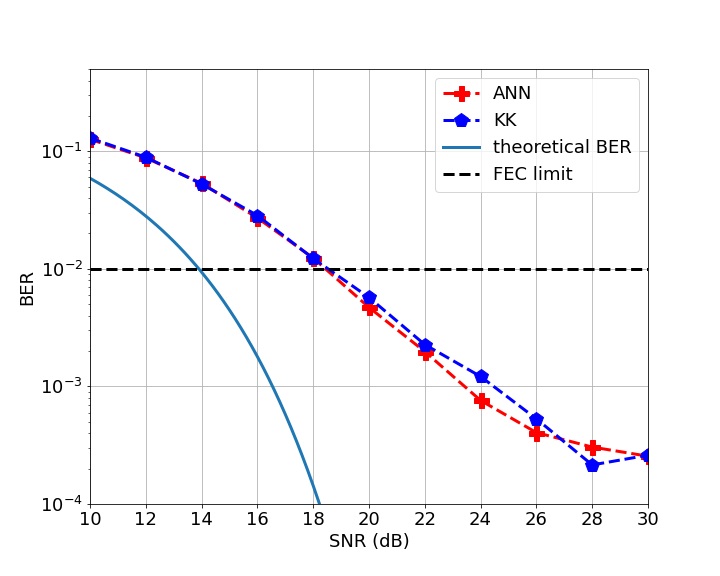 ANN
KK
theoretical BER
FEC limit
BER
10⁻¹
10⁻²
10⁻³
10⁻⁴
10 12 14 16 18 20 22 24 26 28 30
SNR (dB)